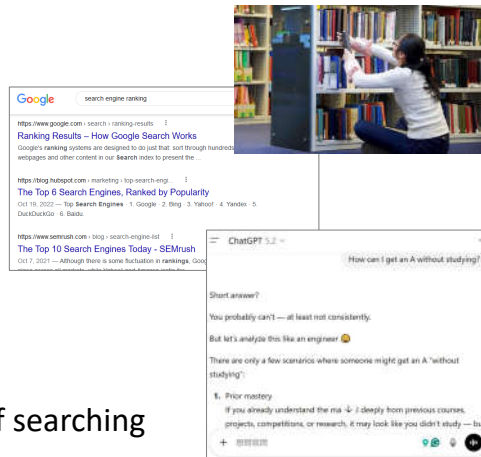 Google
search engine ranking
https://www.google.com › search › ranking-results
Ranking Results – How Google Search Works
Google's ranking systems are designed to do just that: sort through hundreds
webpages and other content in our Search index to present the ...
https://blog.hubspot.com › marketing › top-search-engi...
The Top 6 Search Engines, Ranked by Popularity
Oct 19, 2022 — Top Search Engines · 1. Google · 2. Bing · 3. Yahoo! · 4. Yandex · 5.
DuckDuckGo · 6. Baidu.
https://www.semrush.com › blog › search-engine-list
The Top 10 Search Engines Today - SEMrush
Oct 7, 2021 — Although there is some fluctuation in rankings, Goog
ChatGPT 5.2
How can I get an A without studying?
Short answer?
You probably can't — at least not consistently.
But let's analyze this like an engineer 😄
There are only a few scenarios where someone might get an A "without
studying":
1. Prior mastery
If you already understand the ma deeply from previous courses,
projects, competitions, or research, it may look like you didn't study — bu
f searching